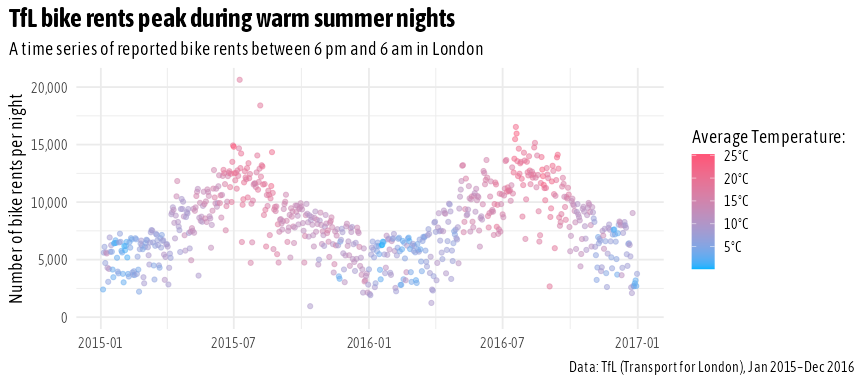 TfL bike rents peak during warm summer nights
A time series of reported bike rents between 6 pm and 6 am in London
Number of bike rents per night
20,000
15,000
10,000
5,000
0
2015-01
2015-07
2016-01
2016-07
2017-01
Average Temperature:
25°C
20°C
15°C
10°C
5°C
Data: TfL (Transport for London), Jan 2015–Dec 2016